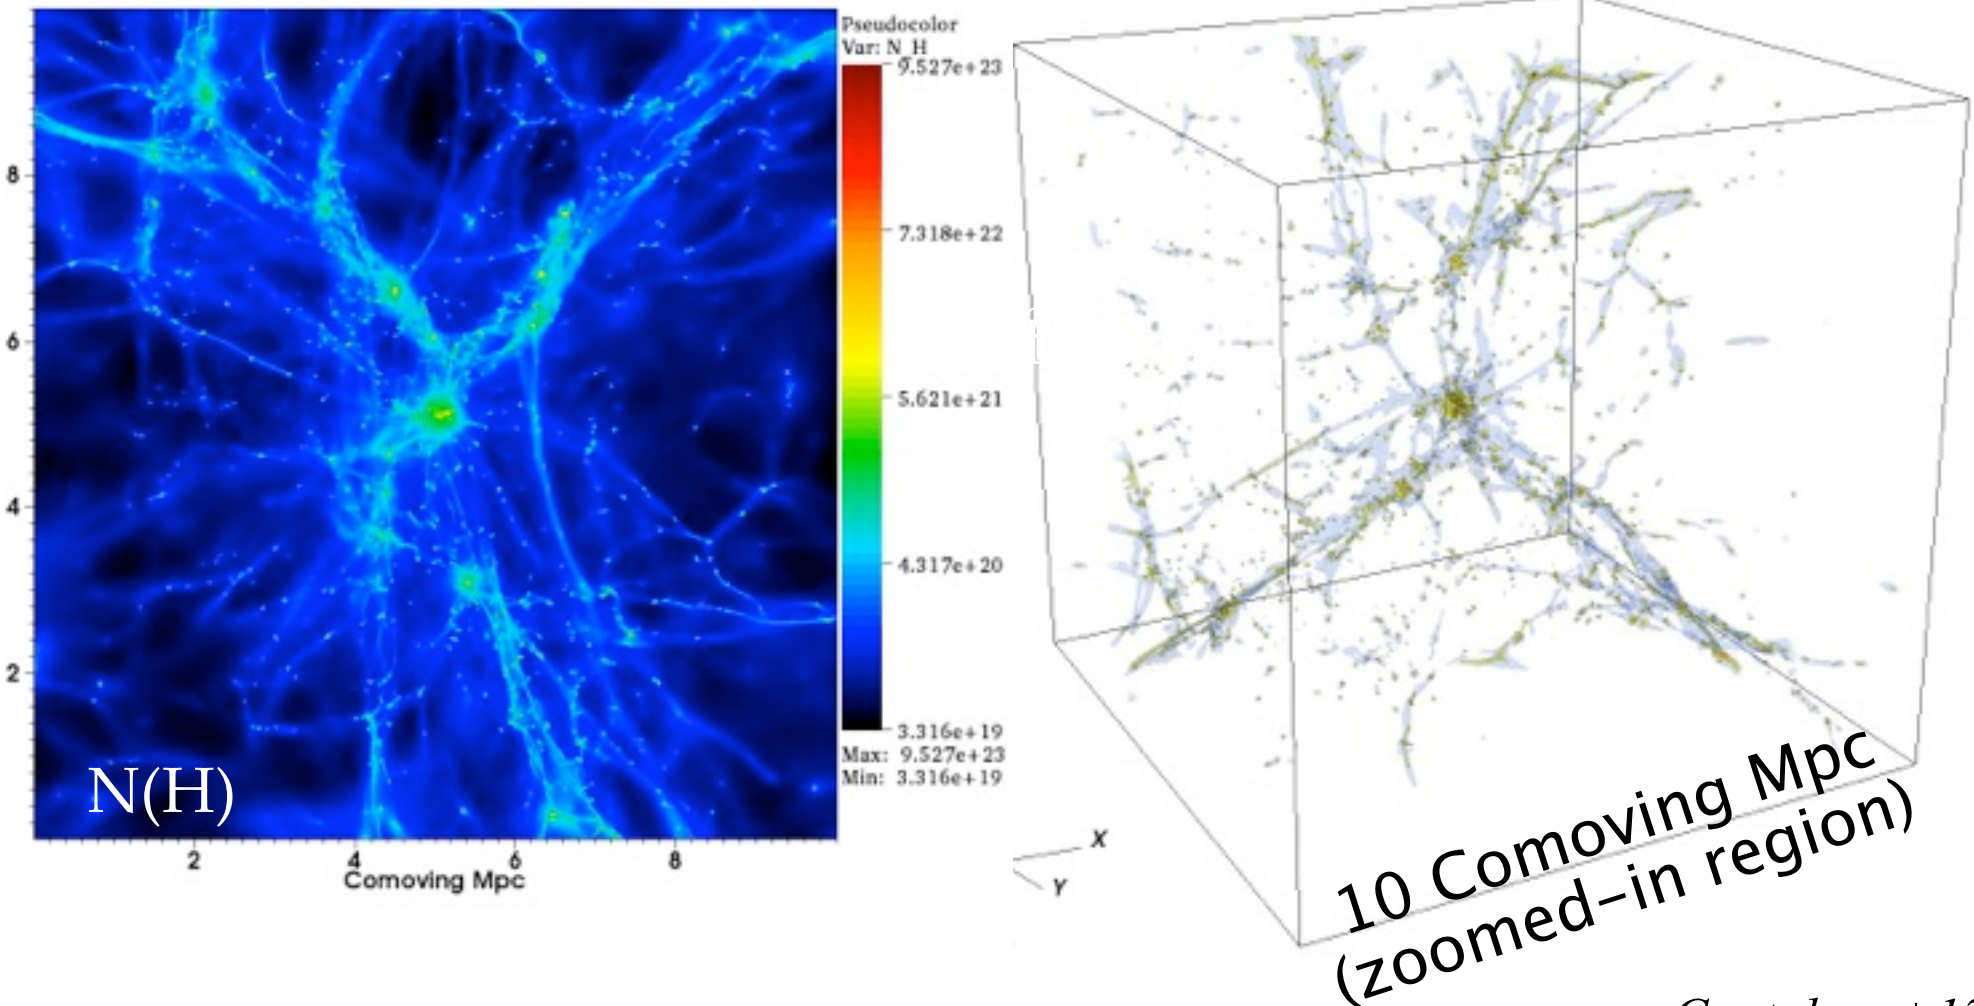 Pseudocolor
Var: N_H
9.527e+23
7.318e+22
5.621e+21
4.317e+20
3.316e+19
Max: 9.527e+23
Min: 3.316e+19
8
6
4
2
N(H)
2 4 6 8
Comoving Mpc
X
Y
10 Comoving Mpc
(zoomed-in region)